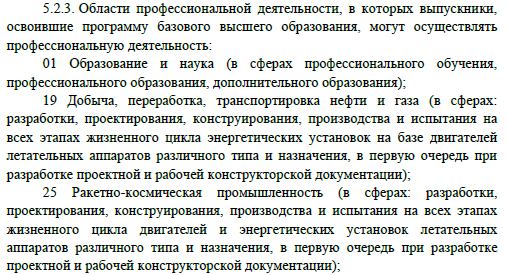 5.2.3. Области профессиональной деятельности, в которых выпускники,
освоившие программу базового высшего образования, могут осуществлять
профессиональную деятельность:
01 Образование и наука (в сферах профессионального обучения,
профессионального образования, дополнительного образования);
19 Добыча, переработка, транспортировка нефти и газа (в сферах:
разработки, проектирования, конструирования, производства и испытания на
всех этапах жизненного цикла энергетических установок на базе двигателей
летательных аппаратов различного типа и назначения, в первую очередь при
разработке проектной и рабочей конструкторской документации);
25 Ракетно-космическая промышленность (в сферах: разработки,
проектирования, конструирования, производства и испытания на всех этапах
жизненного цикла двигателей и энергетических установок летательных
аппаратов различного типа и назначения, в первую очередь при разработке
проектной и рабочей конструкторской документации);